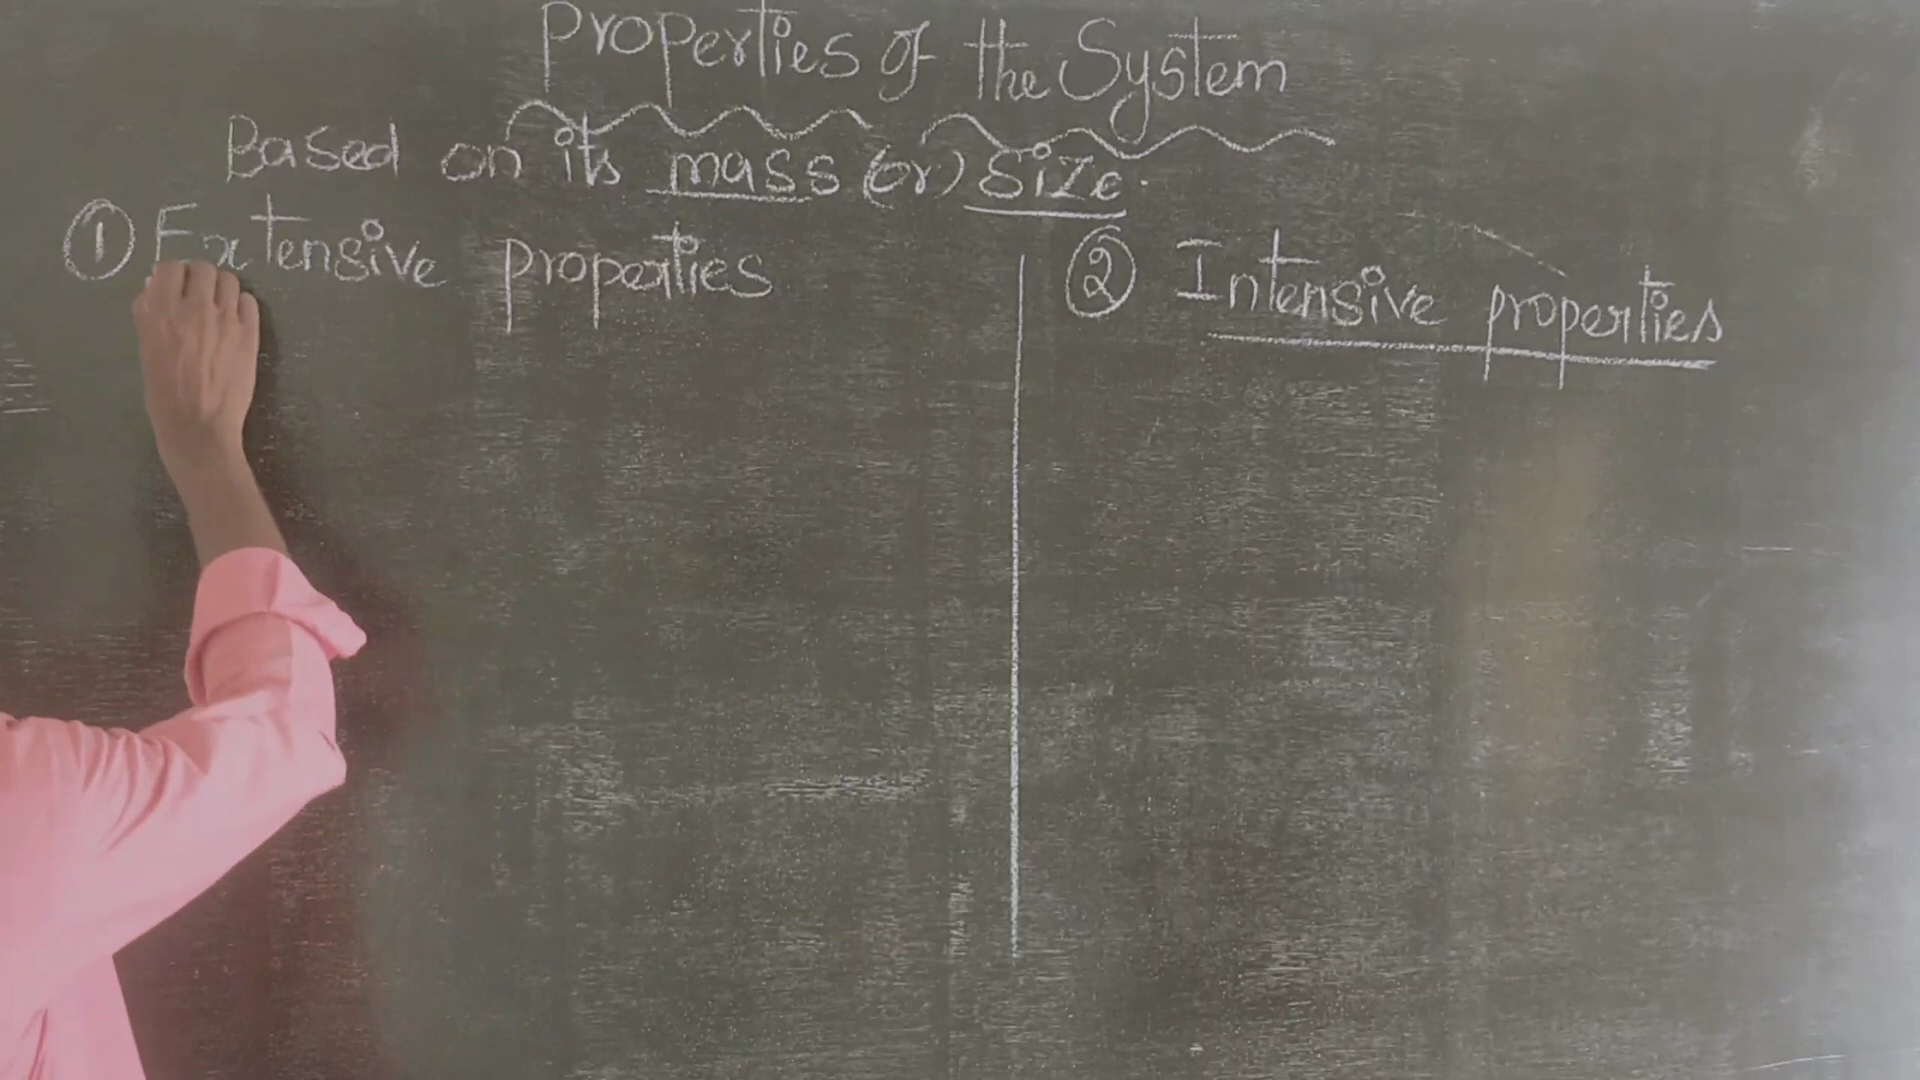 Properties of the System
Based on its mass (or) Size.
① Extensive properties
② Intensive properties